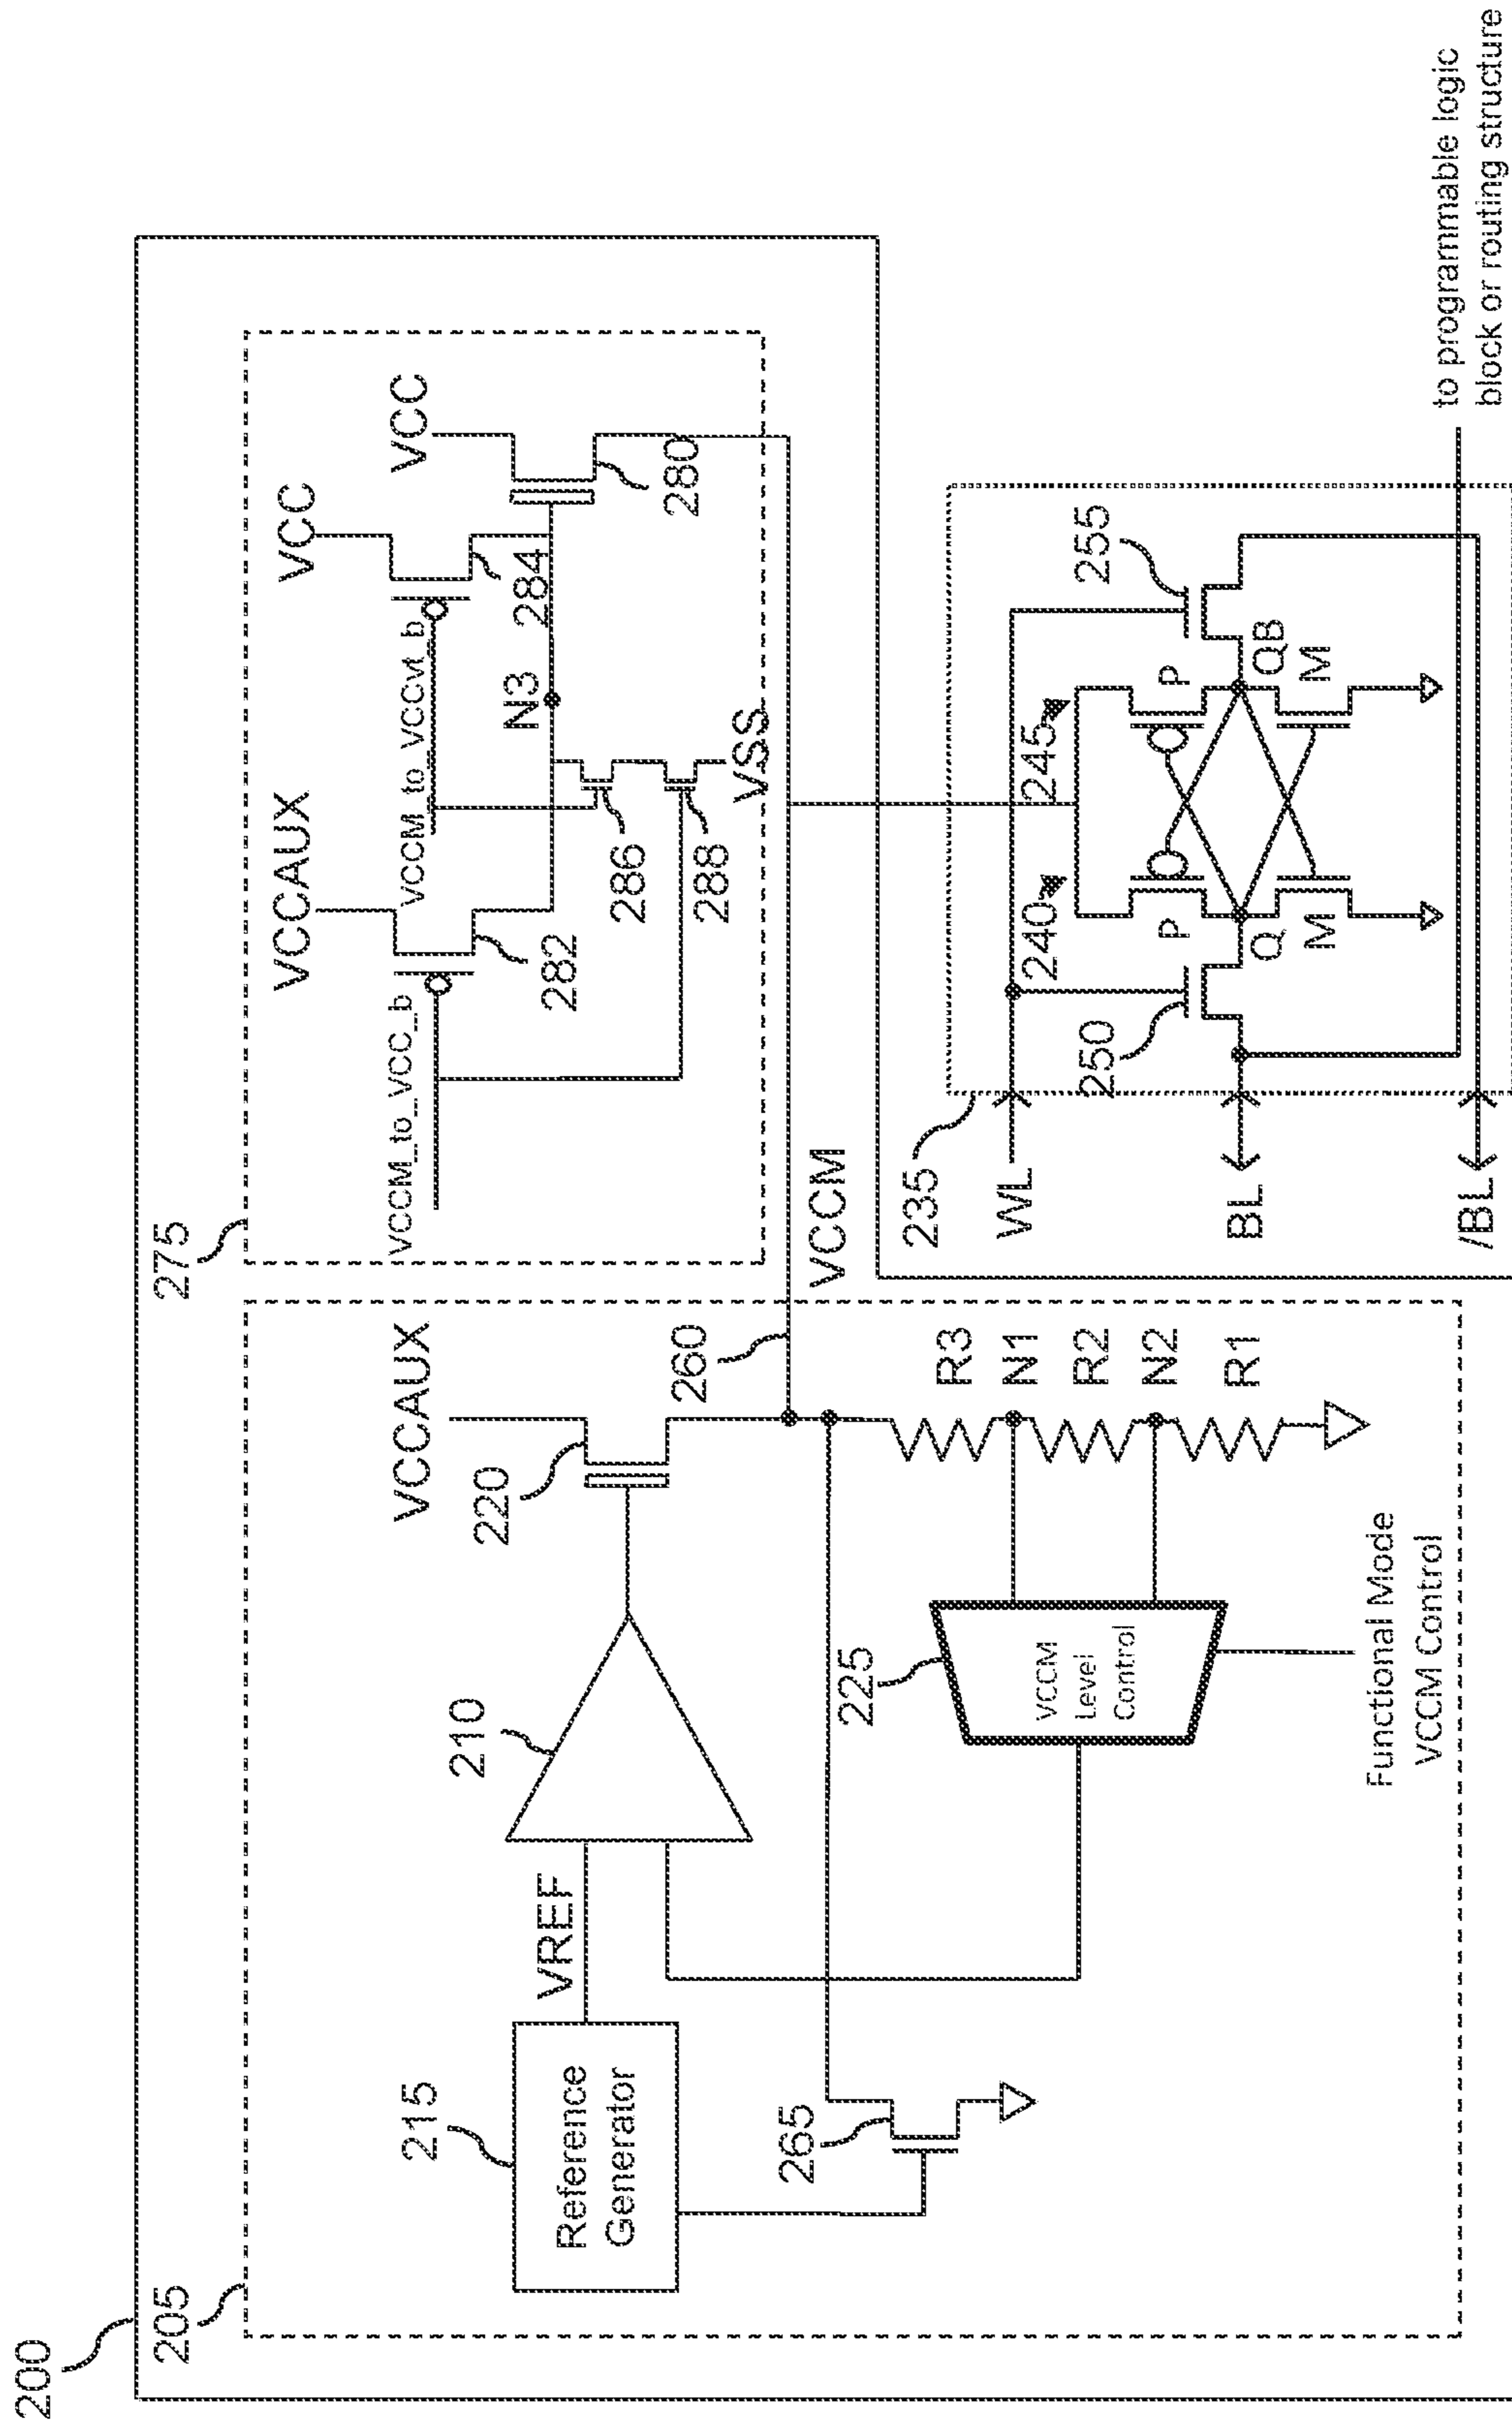 200
205
215
Reference
Generator
VREF
210
265
VCCAUX
220
260
225
VCCM
Level
Control
R3
N1
R2
N2
R1
Functional Mode
VCCM Control
275
VCCM_to_VCC_b
VCCAUX
282
VCCM_to_VCCvt_b
286
288
VSS
N3
VCC
284
VCC
280
VCCM
235
WL
BL
/BL
250
240
245
255
P
P
Q
QB
M
M
to programmable logic
block or routing structure